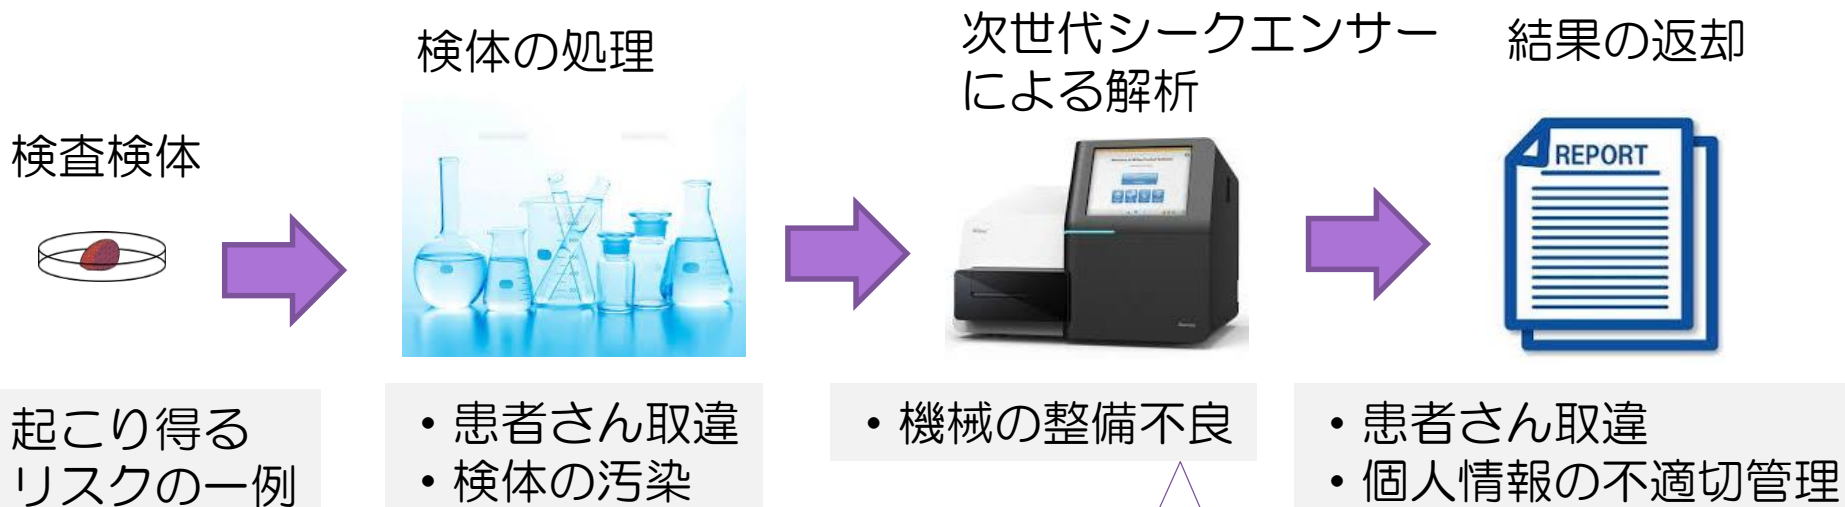 検査検体
検体の処理
次世代シークエンサー
による解析
結果の返却
REPORT
起こり得る
リスクの一例
・患者さん取違
・検体の汚染
・機械の整備不良
・患者さん取違
・個人情報の不適切管理